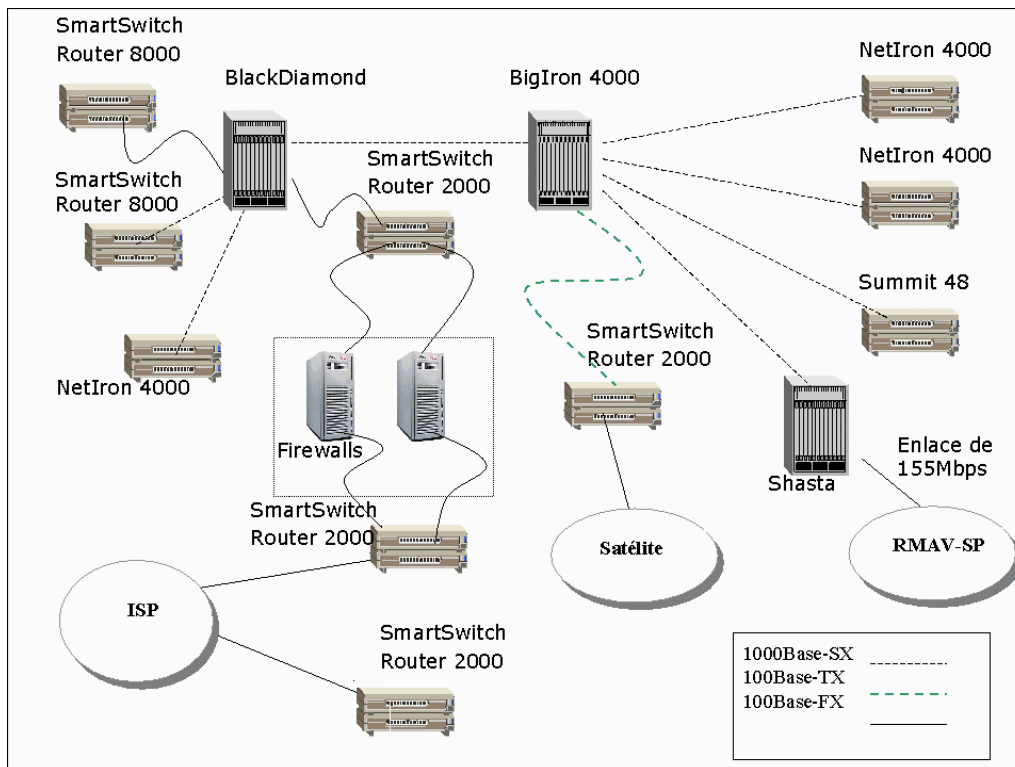 SmartSwitch
Router 8000
BlackDiamond
BigIron 4000
NetIron 4000
SmartSwitch
Router 2000
NetIron 4000
SmartSwitch
Router 8000
Summit 48
SmartSwitch
Router 2000
NetIron 4000
Firewalls
Enlace de
155Mbps
Shasta
SmartSwitch
Router 2000
Satélite
RMAV-SP
ISP
SmartSwitch
Router 2000
1000Base-SX
100Base-TX
100Base-FX